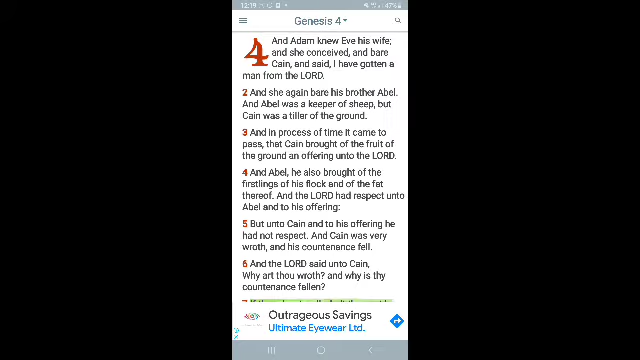 12:19 47%
Genesis 4
4 And Adam knew Eve his wife;
and she conceived, and bare
Cain, and said, I have gotten a
man from the LORD.
2 And she again bare his brother Abel.
And Abel was a keeper of sheep, but
Cain was a tiller of the ground.
3 And in process of time it came to
pass, that Cain brought of the fruit of
the ground an offering unto the LORD.
4 And Abel, he also brought of the
firstlings of his flock and of the fat
thereof. And the LORD had respect unto
Abel and to his offering:
5 But unto Cain and to his offering he
had not respect. And Cain was very
wroth, and his countenance fell.
6 And the LORD said unto Cain,
Why art thou wroth? and why is thy
countenance fallen?
Outrageous Savings
Ultimate Eyewear Ltd.